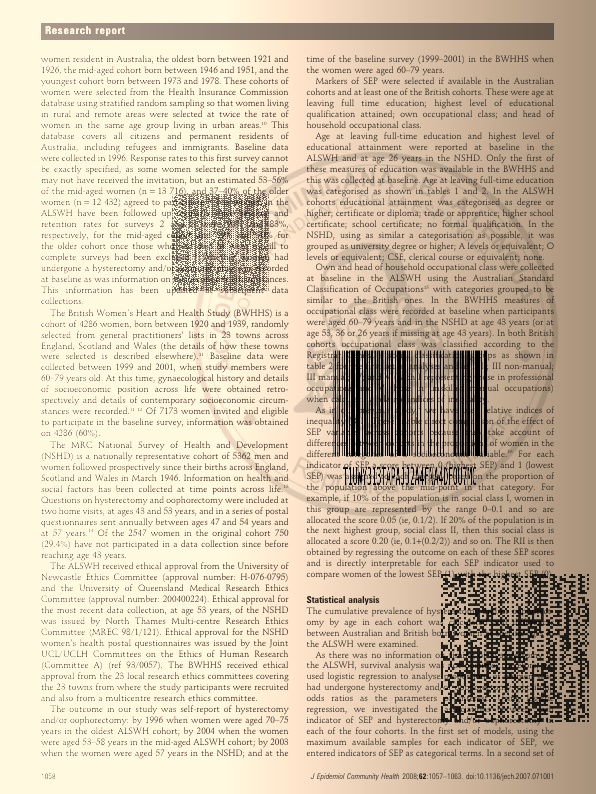 Research report
women resident in Australia, the oldest born between 1921 and
1926, the mid-aged cohort born between 1946 and 1951, and the
youngest cohort born between 1973 and 1978. These cohorts of
women were selected from the Health Insurance Commission
database using stratified random sampling so that women living
in rural and remote areas were selected at twice the rate of
women in the same age group living in urban areas.¹⁰ This
database covers all citizens and permanent residents of
Australia, including refugees and immigrants. Baseline data
were collected in 1996. Response rates to this first survey cannot
be exactly specified, as some women selected for the sample
may not have received the invitation, but an estimated 53–56%
of the mid-aged women (n = 13 716), and 37–40% of the older
women (n = 12 432) agreed to in the
ALSWH have been followed up and
retention rates for surveys 2 88%,
respectively, for the mid-aged for
the older cohort once those to
complete surveys had been had
undergone a hysterectomy and/or recorded
at baseline as was information on
This information has been data
collections.
The British Women's Heart and Health Study (BWHHS) is a
cohort of 4286 women, born between 1920 and 1939, randomly
selected from general practitioners' lists in 23 towns across
England, Scotland and Wales (the details of how these towns
were selected is described elsewhere). Baseline data were
collected between 1999 and 2001, when study members were
60–79 years old. At this time, gynaecological history and details
of socioeconomic position across life were obtained retro-
spectively and details of contemporary socioeconomic circum-
stances were recorded. Of 7173 women invited and eligible
to participate in the baseline survey, information was obtained
on 4286 (60%).
The MRC National Survey of Health and Development
(NSHD) is a nationally representative cohort of 5362 men and
women followed prospectively since their births across England,
Scotland and Wales in March 1946. Information on health and
social factors has been collected at time points across life.
Questions on hysterectomy and oophorectomy were included at
two home visits, at ages 43 and 53 years, and in a series of postal
questionnaires sent annually between ages 47 and 54 years and
at 57 years. Of the 2547 women in the original cohort 750
(29.4%) have not participated in a data collection since before
reaching age 43 years.
The ALSWH received ethical approval from the University of
Newcastle Ethics Committee (approval number: H-076-0795)
and the University of Queensland Medical Research Ethics
Committee (approval number: 200400224). Ethical approval for
the most recent data collection, at age 53 years, of the NSHD
was issued by North Thames Multi-centre Research Ethics
Committee (MREC 98/1/121). Ethical approval for the NSHD
women's health postal questionnaires was issued by the Joint
UCL/UCLH Committees on the Ethics of Human Research
(Committee A) (ref 93/0057). The BWHHS received ethical
approval from the 23 local research ethics committees covering
the 23 towns from where the study participants were recruited
and also from a multicentre research ethics committee.
The outcome in our study was self-report of hysterectomy
and/or oophorectomy: by 1996 when women were aged 70–75
years in the oldest ALSWH cohort; by 2004 when the women
were aged 53–58 years in the mid-aged ALSWH cohort; by 2003
when the women were aged 57 years in the NSHD; and at the
time of the baseline survey (1999–2001) in the BWHHS when
the women were aged 60–79 years.
Markers of SEP were selected if available in the Australian
cohorts and at least one of the British cohorts. These were age at
leaving full time education; highest level of educational
qualification attained; own occupational class; and head of
household occupational class.
Age at leaving full-time education and highest level of
educational attainment were reported at baseline in the
ALSWH and at age 26 years in the NSHD. Only the first of
these measures of education was available in the BWHHS and
this was collected at baseline. Age at leaving full-time education
was categorised as shown in tables 1 and 2. In the ALSWH
cohorts educational attainment was categorised as degree or
higher; certificate or diploma; trade or apprentice; higher school
certificate; school certificate; no formal qualification. In the
NSHD, using as similar a categorisation as possible, it was
grouped as university degree or higher; A levels or equivalent; O
levels or equivalent; CSE, clerical course or equivalent; none.
Own and head of household occupational class were collected
at baseline in the ALSWH using the Australian Standard
Classification of Occupations with categories grouped to be
similar to the British ones. In the BWHHS measures of
occupational class were recorded at baseline when participants
were aged 60–79 years and in the NSHD at age 43 years (or at
age 53, 36 or 26 years if missing at age 43 years). In both British
cohorts occupational class was classified according to the
Registrar as shown in
table 2 III non-manual,
III manual in professional
occupations occupations)
when
As in we have relative indices of
inequality of the effect of
SEP take account of
differences of women in the
different For each
indicator of SEP a score between 0 (highest SEP) and 1 (lowest
SEP) was on the proportion of
the population above the mid-point in that category. For
example, if 10% of the population is in social class I, women in
this group are represented by the range 0–0.1 and so are
allocated the score 0.05 (ie, 0.1/2). If 20% of the population is in
the next highest group, social class II, then this social class is
allocated a score 0.20 (ie, 0.1+(0.2/2)) and so on. The RII is then
obtained by regressing the outcome on each of these SEP scores
and is directly interpretable for each SEP indicator used to
compare women of the lowest SEP (1) with the highest SEP (0).
Statistical analysis
The cumulative prevalence of
omy by age in each cohort was
between Australian and British
the ALSWH were examined.
As there was no information
the ALSWH, survival analysis was
used logistic regression to analyse
had undergone hysterectomy and
odds ratios as the parameters
regression, we investigated the
indicator of SEP and hysterectomy and/or
each of the four cohorts. In the first set of models, using the
maximum available samples for each indicator of SEP, we
entered indicators of SEP as categorical terms. In a second set of
1058
J Epidemiol Community Health 2008;62:1057–1063. doi:10.1136/jech.2007.071001